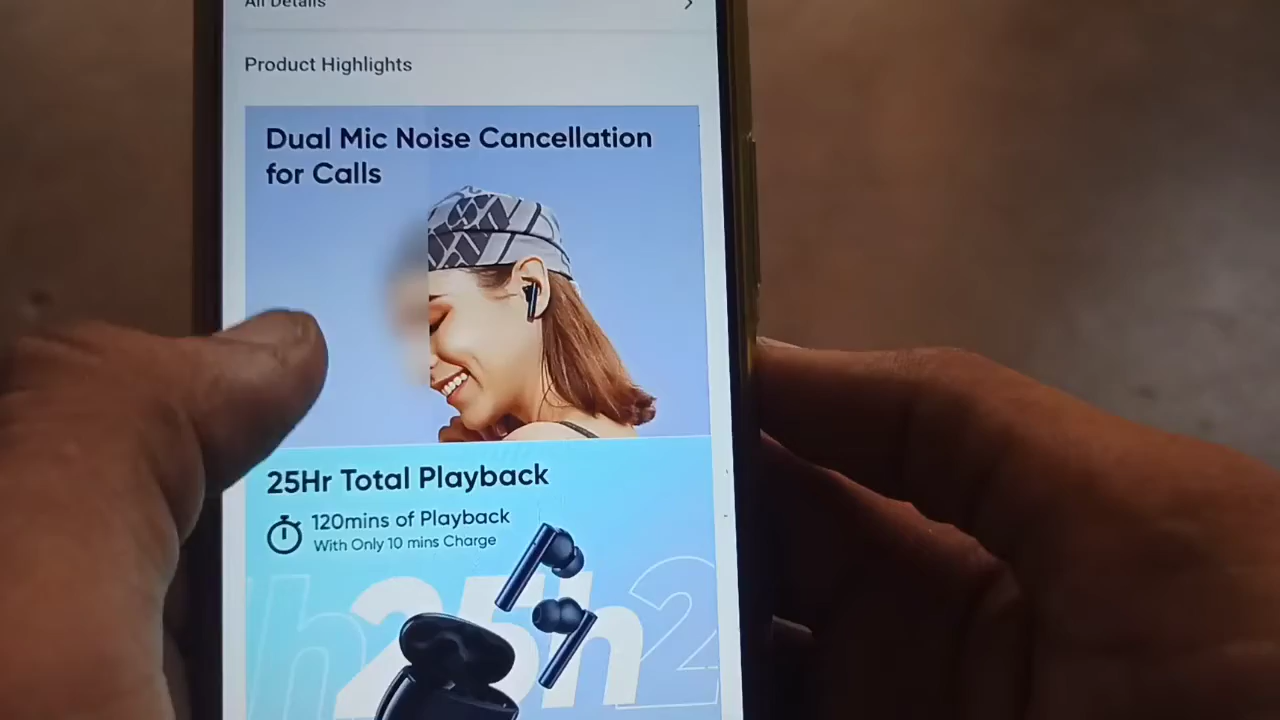 All Details
Product Highlights
Dual Mic Noise Cancellation
for Calls
25Hr Total Playback
120mins of Playback
With Only 10 mins Charge
h25h2